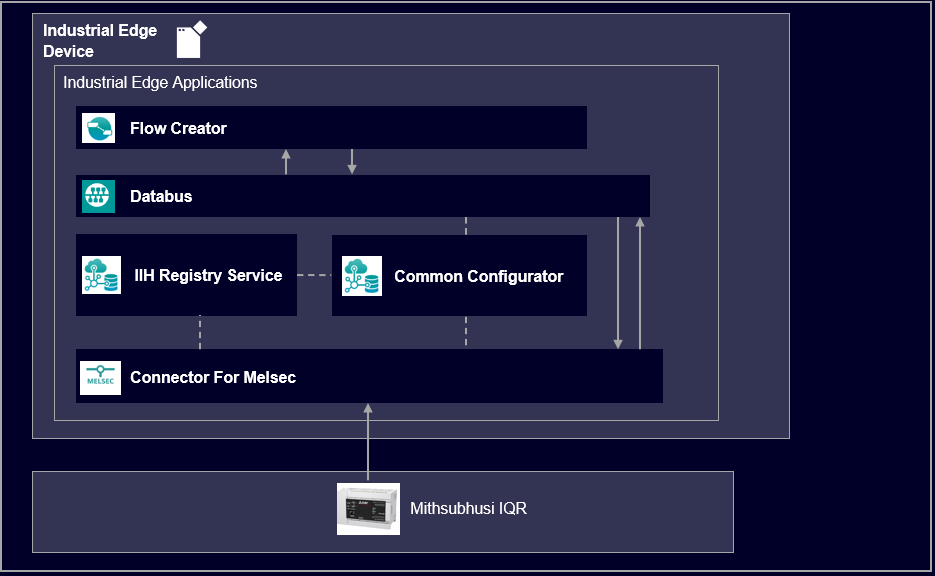 Industrial Edge
Device
Industrial Edge Applications
Flow Creator
Databus
IIH Registry Service
Common Configurator
MELSEC
Connector For Melsec
Mithsubhusi IQR